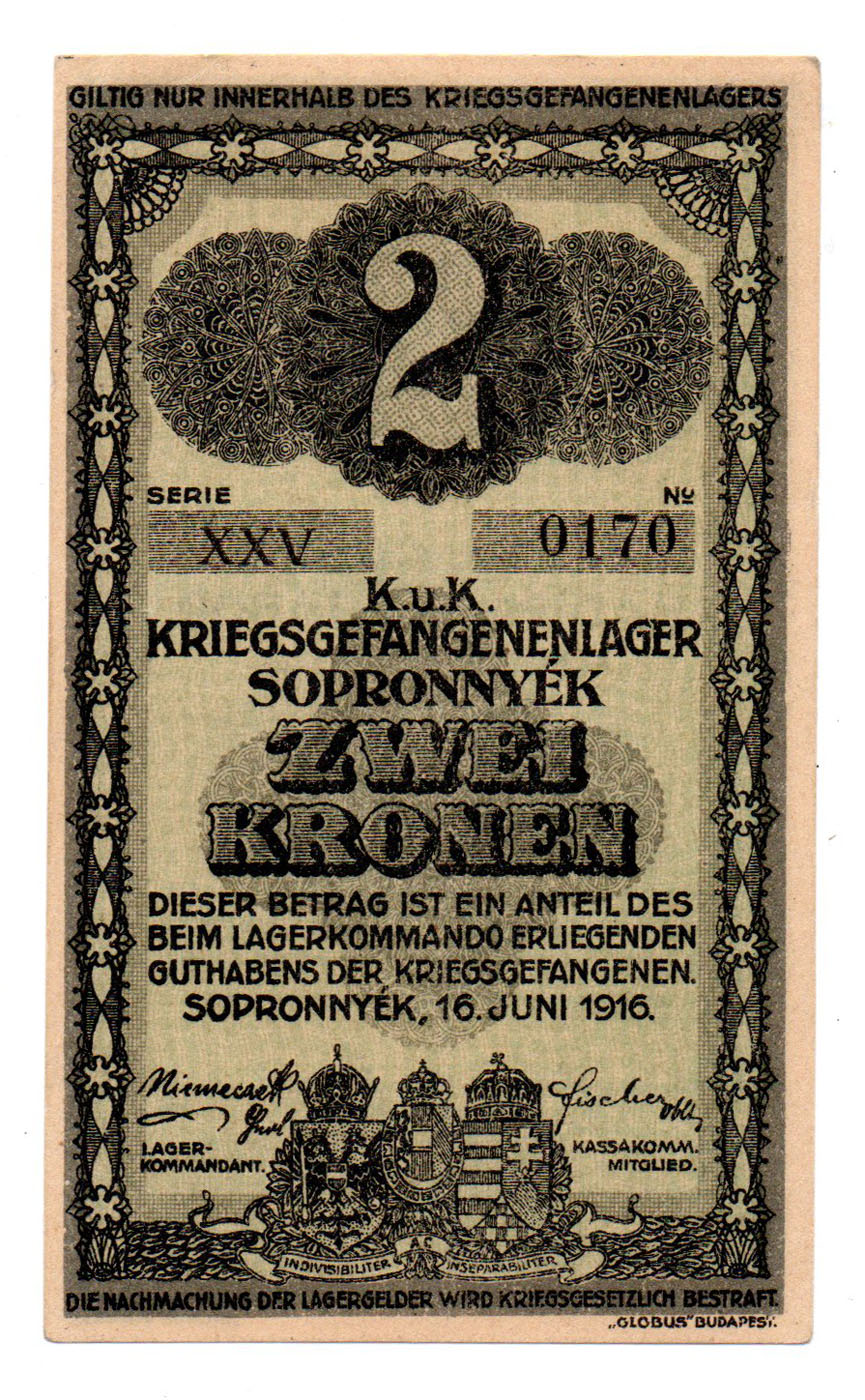 GILTIG NUR INNERHALB DES KRIEGSGEFANGENENLAGERS
2
SERIE Nº
XXV 0170
K.u.K.
KRIEGSGEFANGENENLAGER
SOPRONNYÉK
ZWEI
KRONEN
DIESER BETRAG IST EIN ANTEIL DES
BEIM LAGERKOMMANDO ERLIEGENDEN
GUTHABENS DER KRIEGSGEFANGENEN.
SOPRONNYÉK, 16. JUNI 1916.
Fischer
LAGER-
KOMMANDANT.
KASSAKOMM.
MITGLIED.
INDIVISIBILITER AC INSEPARABILITER
DIE NACHMACHUNG DER LAGERGELDER WIRD KRIEGSGESETZLICH BESTRAFT.
„GLOBUS" BUDAPEST.